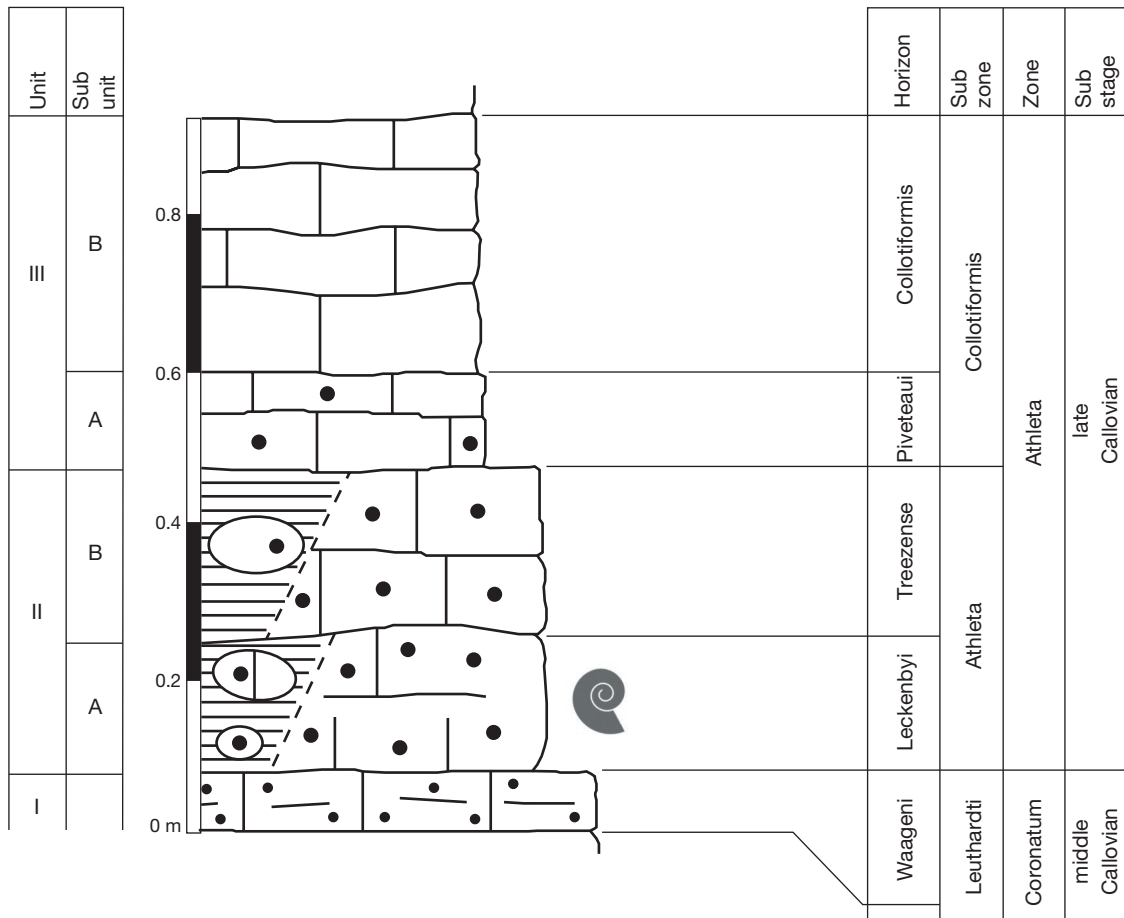 Unit
Sub
unit
Horizon
Sub
zone
Zone
Sub
stage
III
B
A
II
B
A
I
0.8
0.6
0.4
0.2
0 m
Collotiformis
Piveteaui
Treezense
Leckenbyi
Waageni
Collotiformis
Athleta
Leuthardti
Athleta
Coronatum
late
Callovian
middle
Callovian